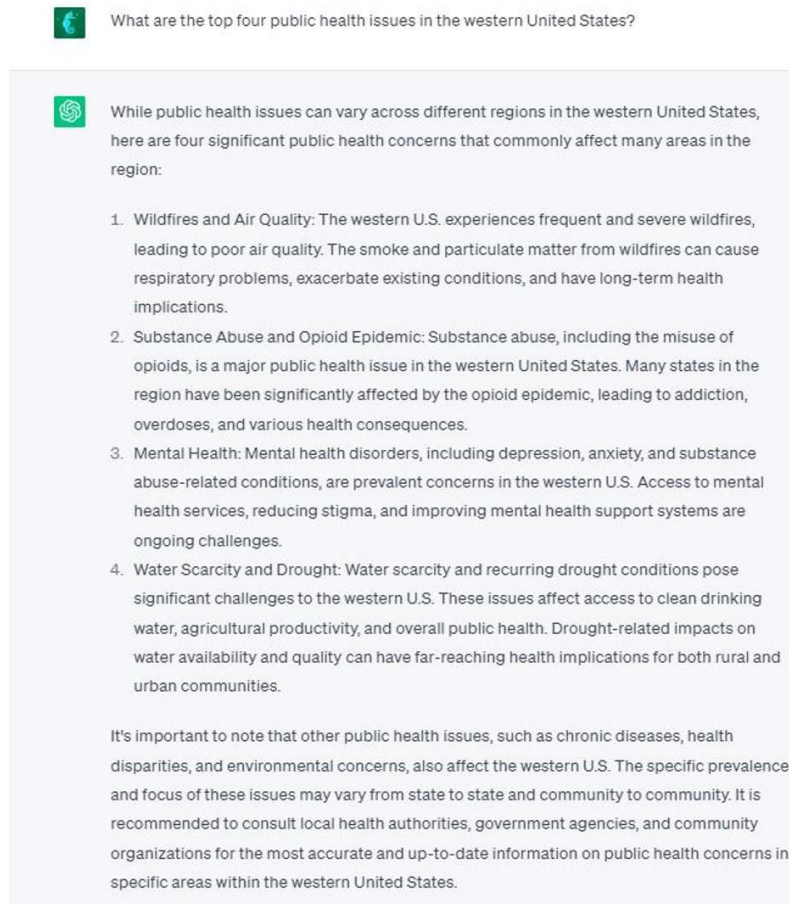 What are the top four public health issues in the western United States?
While public health issues can vary across different regions in the western United States,
here are four significant public health concerns that commonly affect many areas in the
region:
1. Wildfires and Air Quality: The western U.S. experiences frequent and severe wildfires,
leading to poor air quality. The smoke and particulate matter from wildfires can cause
respiratory problems, exacerbate existing conditions, and have long-term health
implications.
2. Substance Abuse and Opioid Epidemic: Substance abuse, including the misuse of
opioids, is a major public health issue in the western United States. Many states in the
region have been significantly affected by the opioid epidemic, leading to addiction,
overdoses, and various health consequences.
3. Mental Health: Mental health disorders, including depression, anxiety, and substance
abuse-related conditions, are prevalent concerns in the western U.S. Access to mental
health services, reducing stigma, and improving mental health support systems are
ongoing challenges.
4. Water Scarcity and Drought: Water scarcity and recurring drought conditions pose
significant challenges to the western U.S. These issues affect access to clean drinking
water, agricultural productivity, and overall public health. Drought-related impacts on
water availability and quality can have far-reaching health implications for both rural and
urban communities.
It's important to note that other public health issues, such as chronic diseases, health
disparities, and environmental concerns, also affect the western U.S. The specific prevalence
and focus of these issues may vary from state to state and community to community. It is
recommended to consult local health authorities, government agencies, and community
organizations for the most accurate and up-to-date information on public health concerns in
specific areas within the western United States.